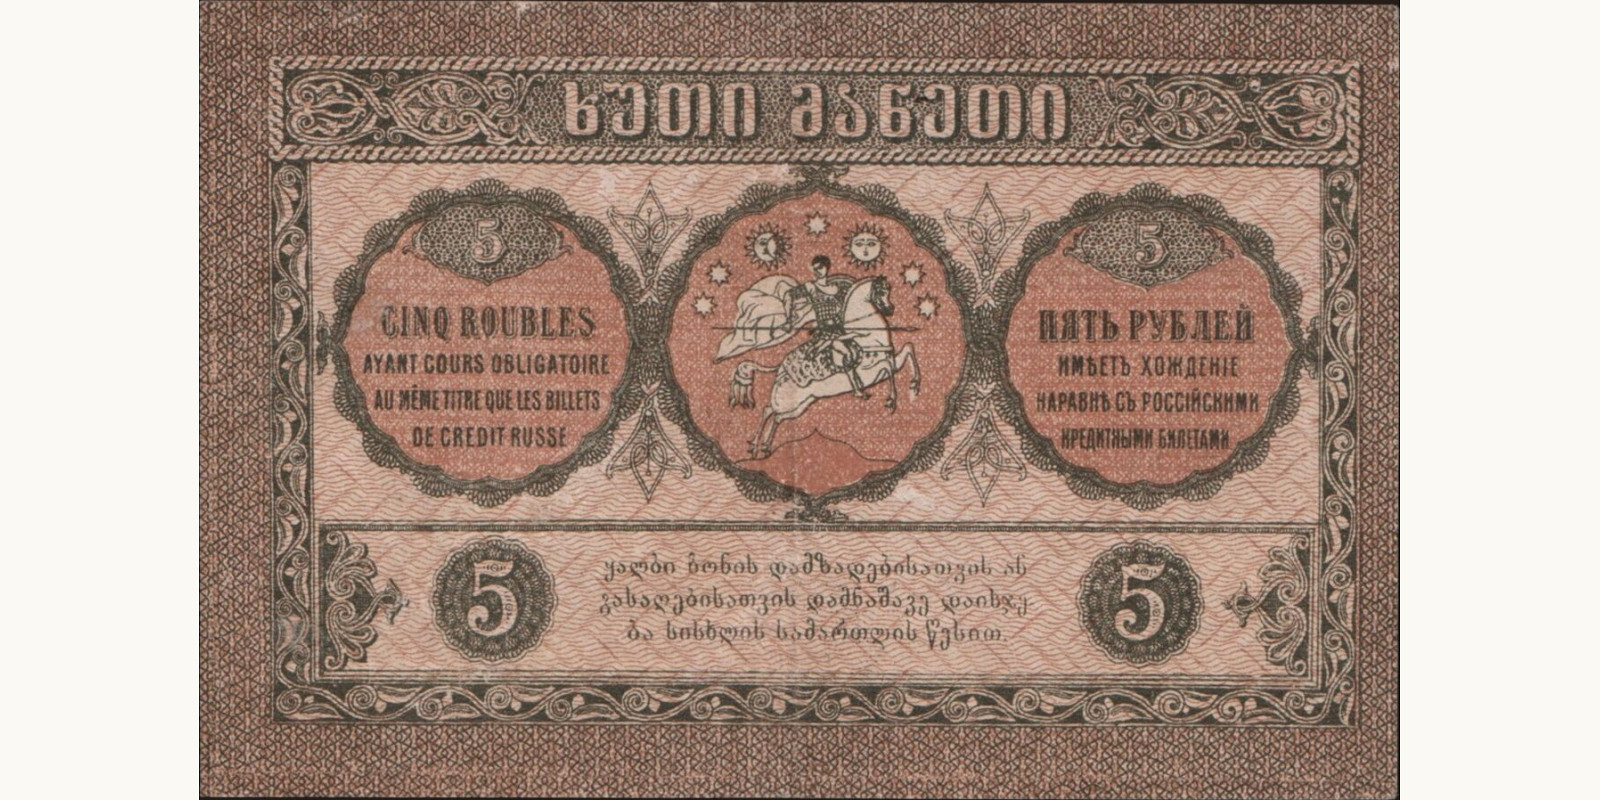 ხუთი მანეთი
5
CINQ ROUBLES
AYANT COURS OBLIGATOIRE
AU MÊME TITRE QUE LES BILLETS
DE CREDIT RUSSE
5
ПЯТЬ РУБЛЕЙ
ИМѢЕТЪ ХОЖДЕНІЕ
НАРАВНѢ СЪ РОССІЙСКИМИ
КРЕДИТНЫМИ БИЛЕТАМИ
5
ყალბი ბონის დამზადებისათვის ან
გასაღებისათვის დამნაშავე დაისჯე
ბა სისხლის სამართლის წესით.
5